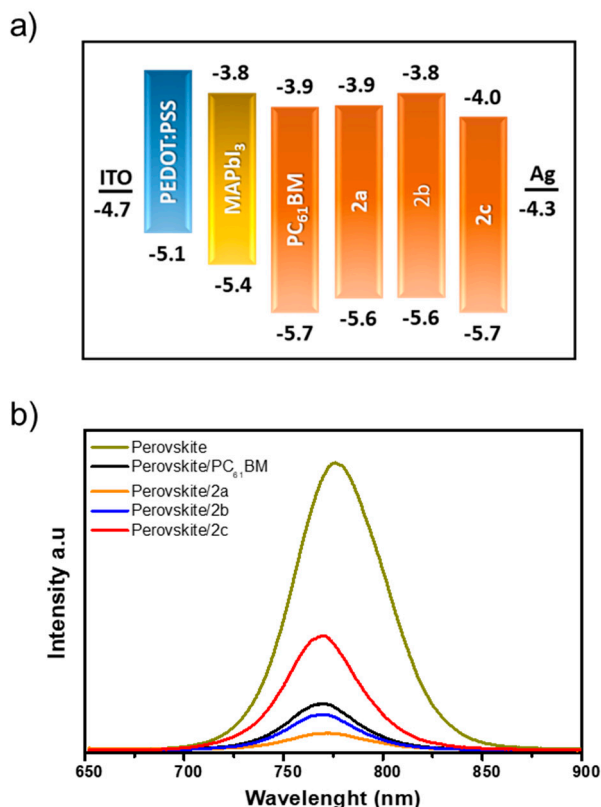 a)
-3.8
-3.9
-3.9
-3.8
-4.0
ITO
-4.7
PEDOT:PSS
MAPbI₃
PC₆₁BM
2a
2b
2c
Ag
-4.3
-5.1
-5.4
-5.7
-5.6
-5.6
-5.7
b)
Perovskite
Perovskite/PC₆₁BM
Perovskite/2a
Perovskite/2b
Perovskite/2c
Intensity a.u
650
700
750
800
850
900
Wavelenght (nm)